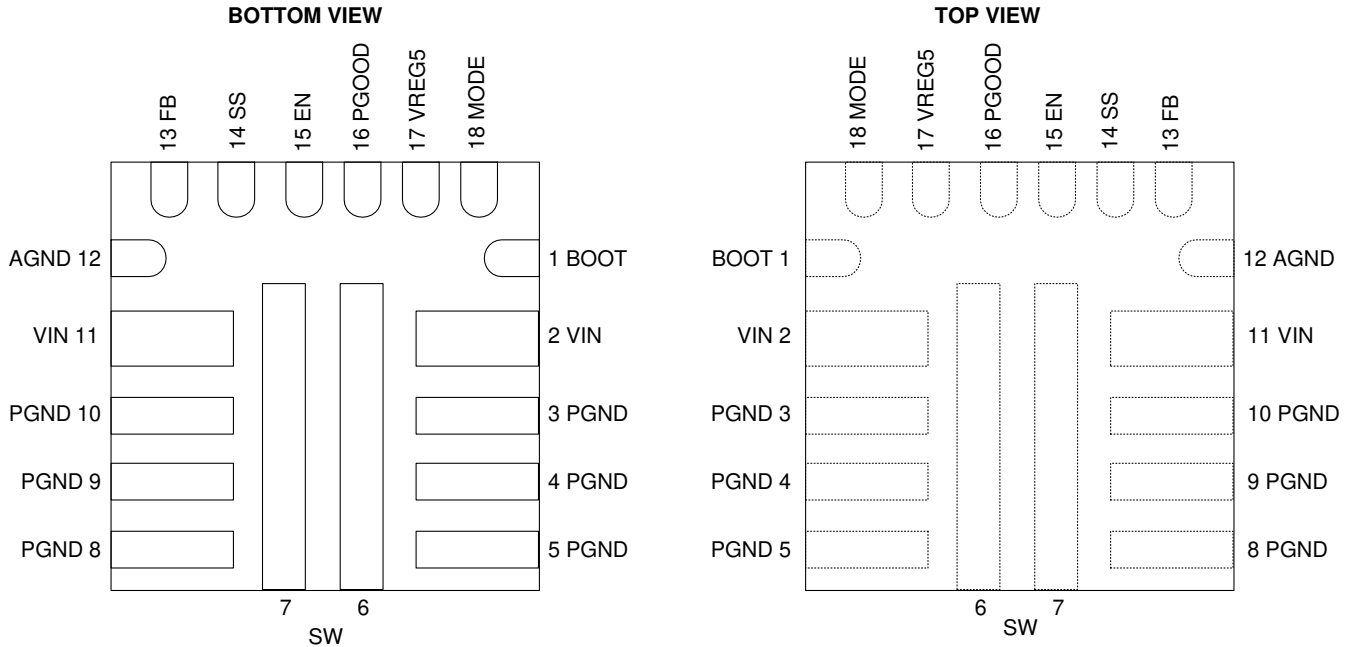 BOTTOM VIEW
13 FB
14 SS
15 EN
16 PGOOD
17 VREG5
18 MODE
AGND 12
1 BOOT
VIN 11
2 VIN
PGND 10
3 PGND
PGND 9
4 PGND
PGND 8
5 PGND
7
6
SW
TOP VIEW
18 MODE
17 VREG5
16 PGOOD
15 EN
14 SS
13 FB
BOOT 1
12 AGND
VIN 2
11 VIN
PGND 3
10 PGND
PGND 4
9 PGND
PGND 5
8 PGND
6
7
SW